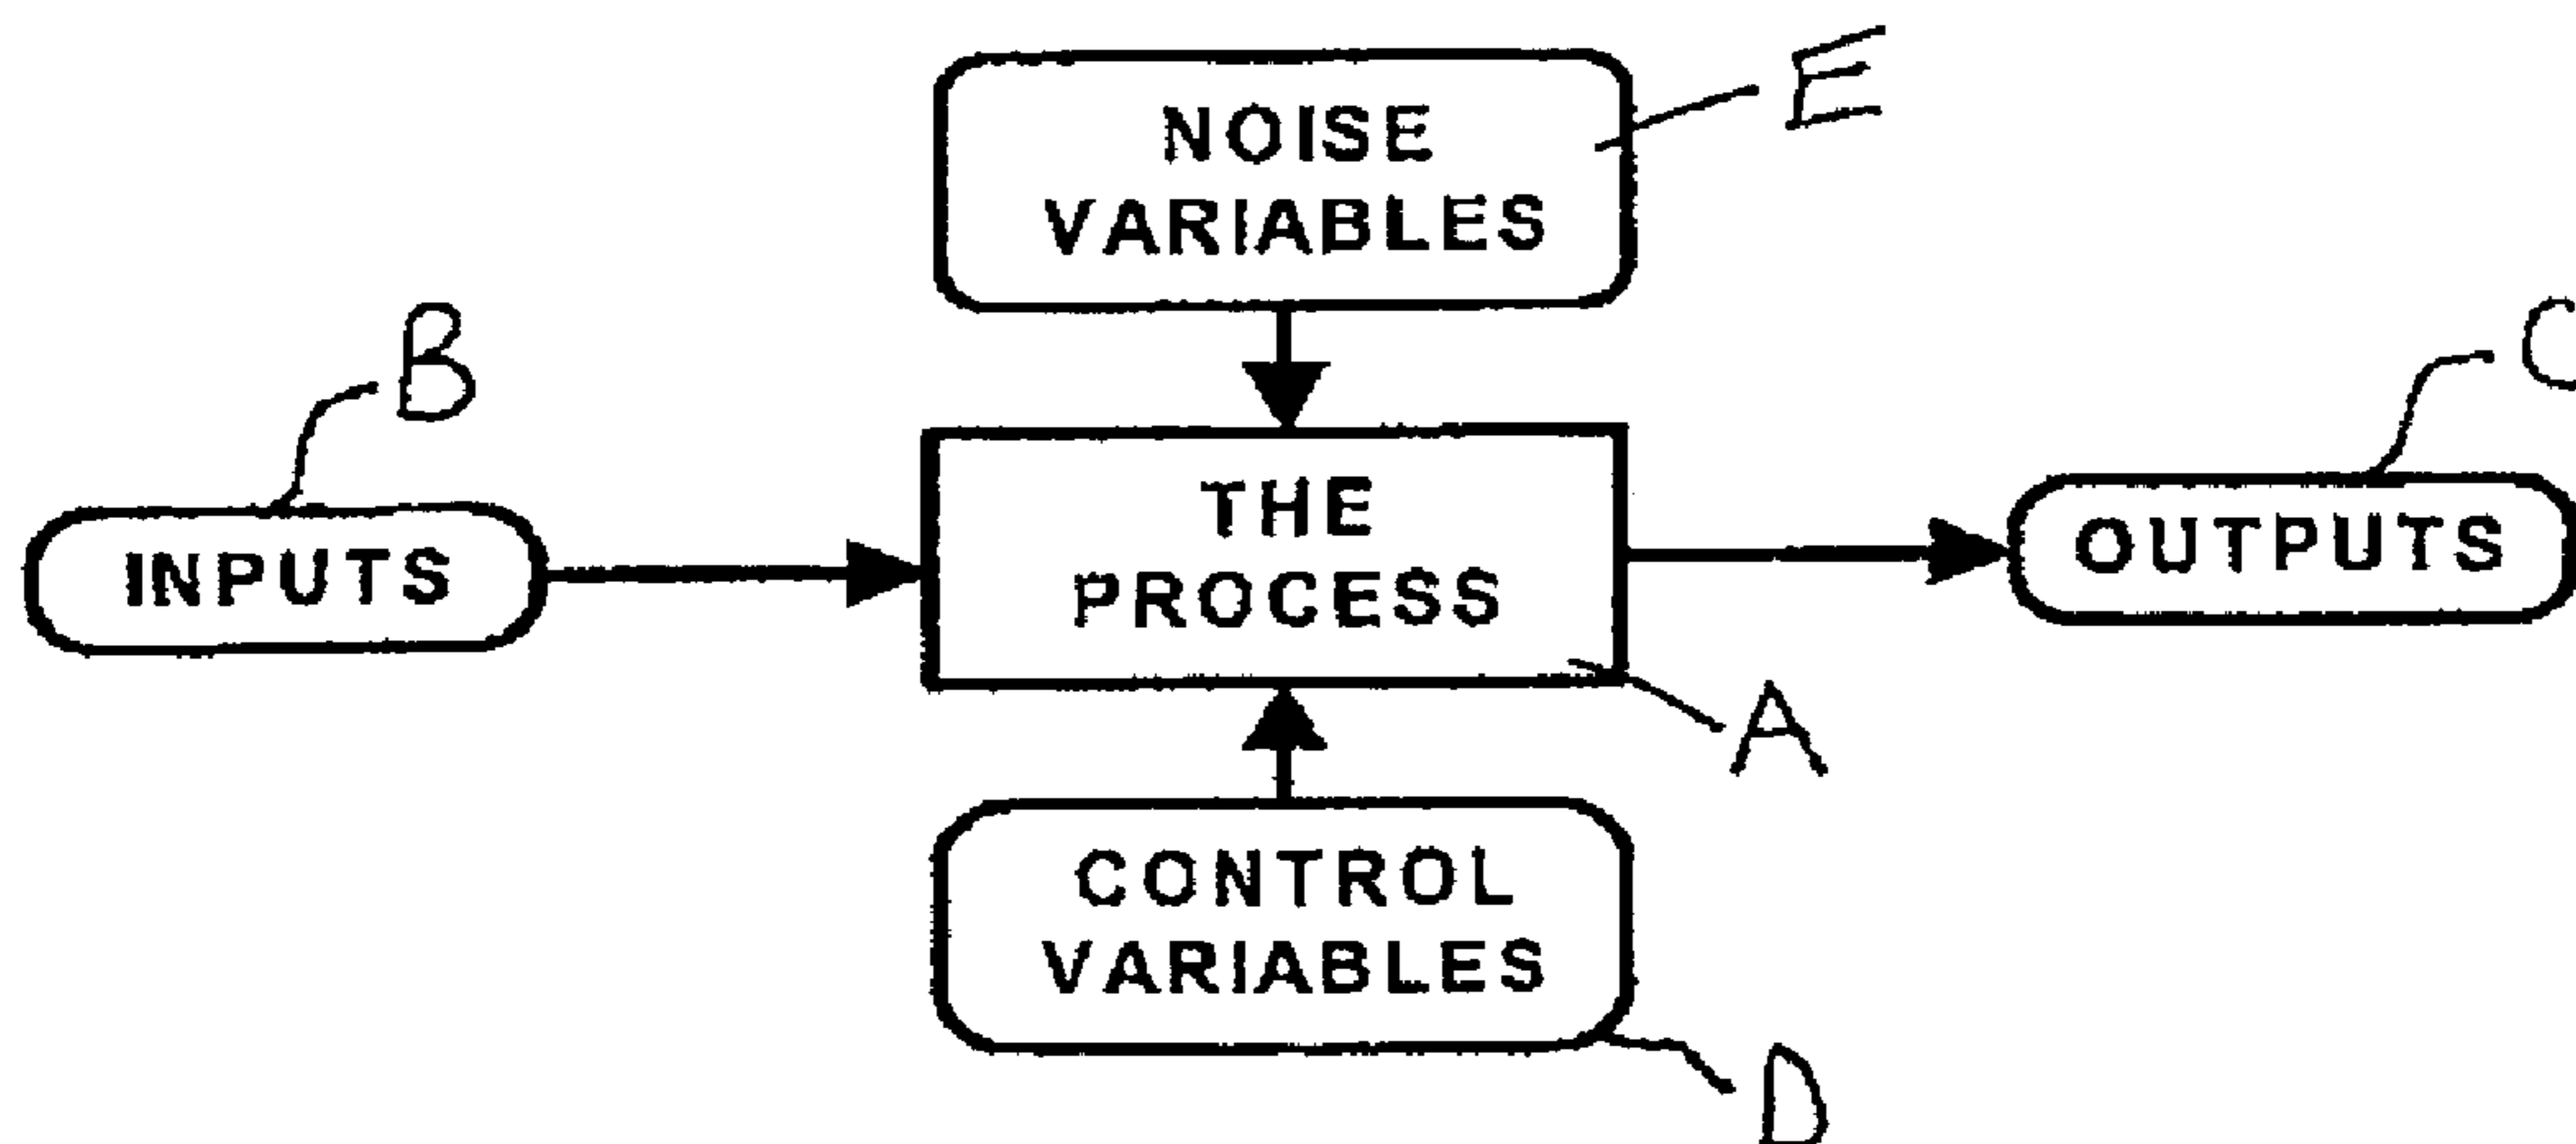 NOISE
VARIABLES
E
B
C
INPUTS
THE
PROCESS
OUTPUTS
A
CONTROL
VARIABLES
D